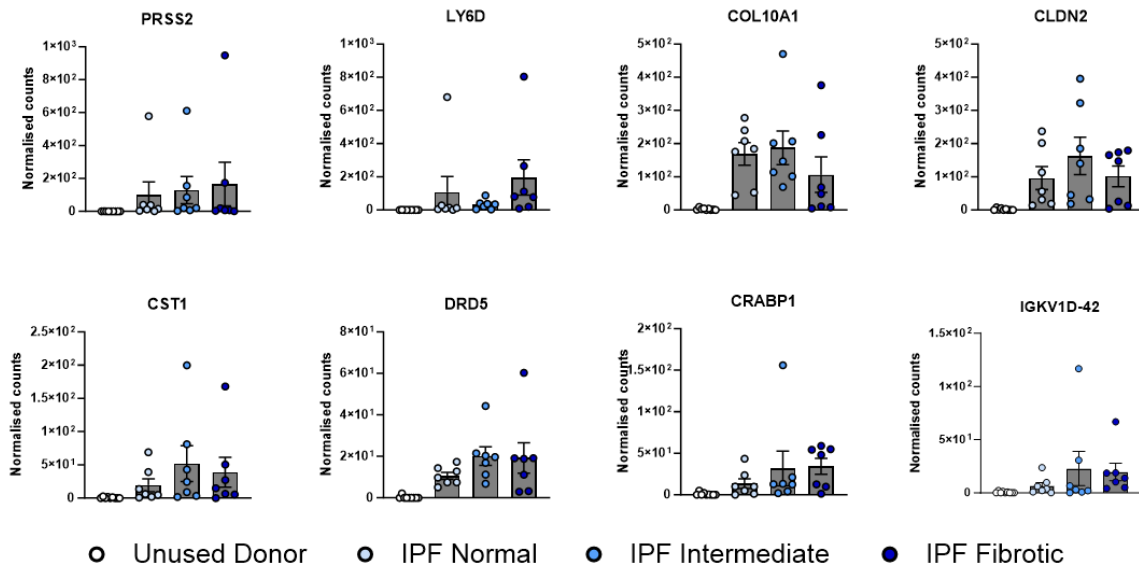 PRSS2
LY6D
COL10A1
CLDN2
Normalised counts
1×10³
8×10²
6×10²
4×10²
2×10²
0
Normalised counts
1×10³
8×10²
6×10²
4×10²
2×10²
0
Normalised counts
5×10²
4×10²
3×10²
2×10²
1×10²
0
Normalised counts
5×10²
4×10²
3×10²
2×10²
1×10²
0
CST1
DRD5
CRABP1
IGKV1D-42
Normalised counts
2.5×10²
2×10²
1.5×10²
1×10²
5×10¹
0
Normalised counts
8×10¹
6×10¹
4×10¹
2×10¹
0
Normalised counts
2×10²
1.5×10²
1×10²
5×10¹
0
Normalised counts
1.5×10²
1×10²
5×10¹
0
Unused Donor
IPF Normal
IPF Intermediate
IPF Fibrotic